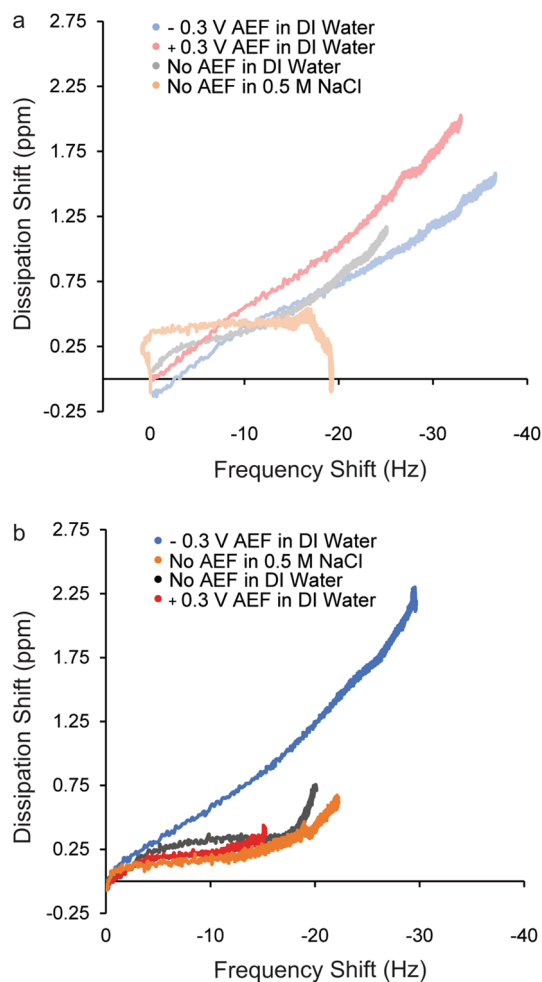 a
- 0.3 V AEF in DI Water
+ 0.3 V AEF in DI Water
No AEF in DI Water
No AEF in 0.5 M NaCl
Dissipation Shift (ppm)
2.75
2.25
1.75
1.25
0.75
0.25
-0.25
0
-10
-20
-30
-40
Frequency Shift (Hz)
b
- 0.3 V AEF in DI Water
No AEF in 0.5 M NaCl
No AEF in DI Water
+ 0.3 V AEF in DI Water
Dissipation Shift (ppm)
2.75
2.25
1.75
1.25
0.75
0.25
-0.25
0
-10
-20
-30
-40
Frequency Shift (Hz)